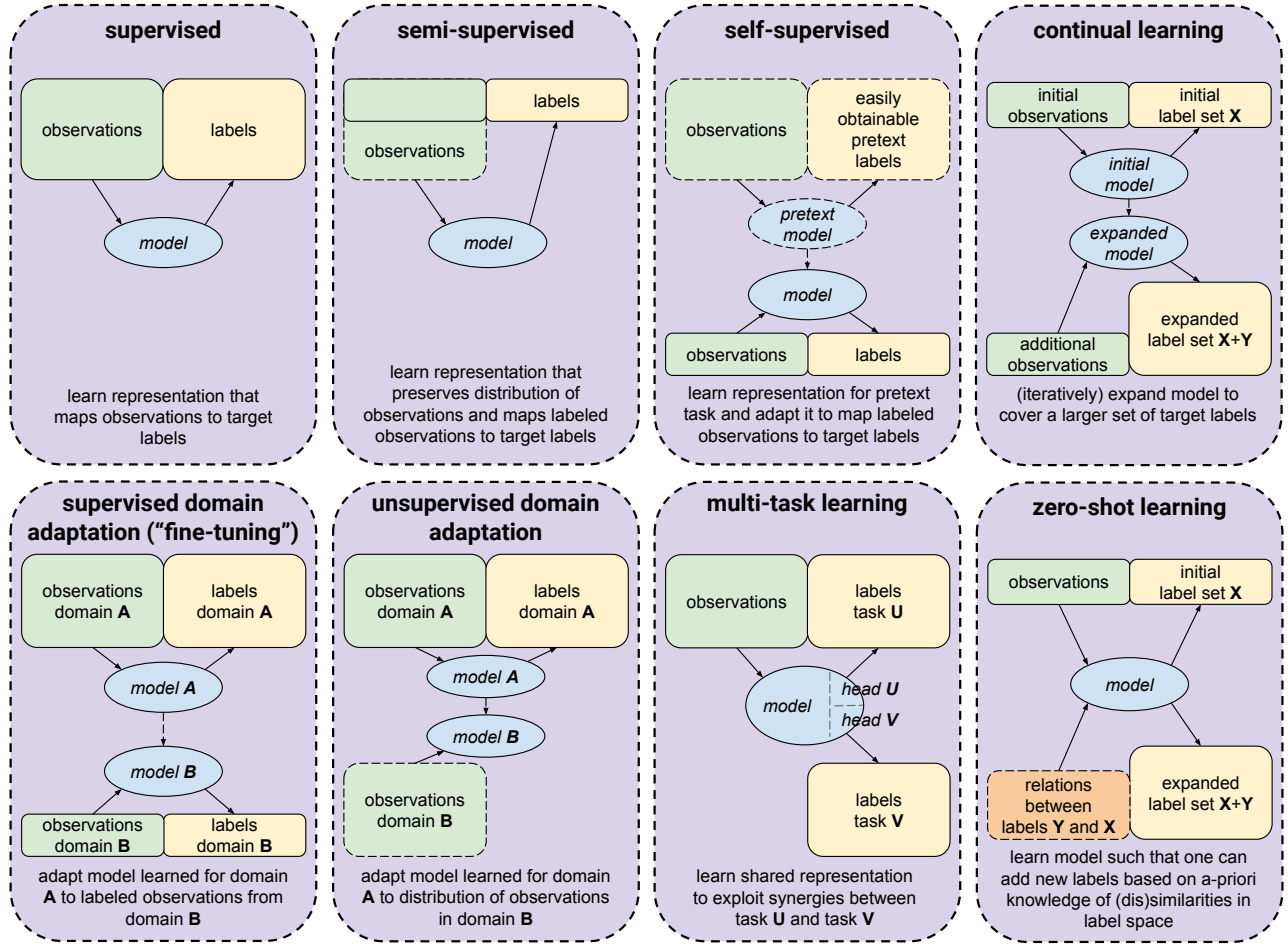 supervised
observations
labels
model
learn representation that
maps observations to target
labels
semi-supervised
labels
observations
model
learn representation that
preserves distribution of
observations and maps labeled
observations to target labels
self-supervised
observations
easily
obtainable
pretext
labels
pretext
model
model
observations
labels
learn representation for pretext
task and adapt it to map labeled
observations to target labels
continual learning
initial
observations
initial
label set X
initial
model
expanded
model
additional
observations
expanded
label set X+Y
(iteratively) expand model to
cover a larger set of target labels
supervised domain
adaptation (“fine-tuning”)
observations
domain A
labels
domain A
model A
model B
observations
domain B
labels
domain B
adapt model learned for domain
A to labeled observations from
domain B
unsupervised domain
adaptation
observations
domain A
labels
domain A
model A
model B
observations
domain B
adapt model learned for domain
A to distribution of observations
in domain B
multi-task learning
observations
labels
task U
model
head U
head V
labels
task V
learn shared representation
to exploit synergies between
task U and task V
zero-shot learning
observations
initial
label set X
model
relations
between
labels Y and X
expanded
label set X+Y
learn model such that one can
add new labels based on a-priori
knowledge of (dis)similarities in
label space